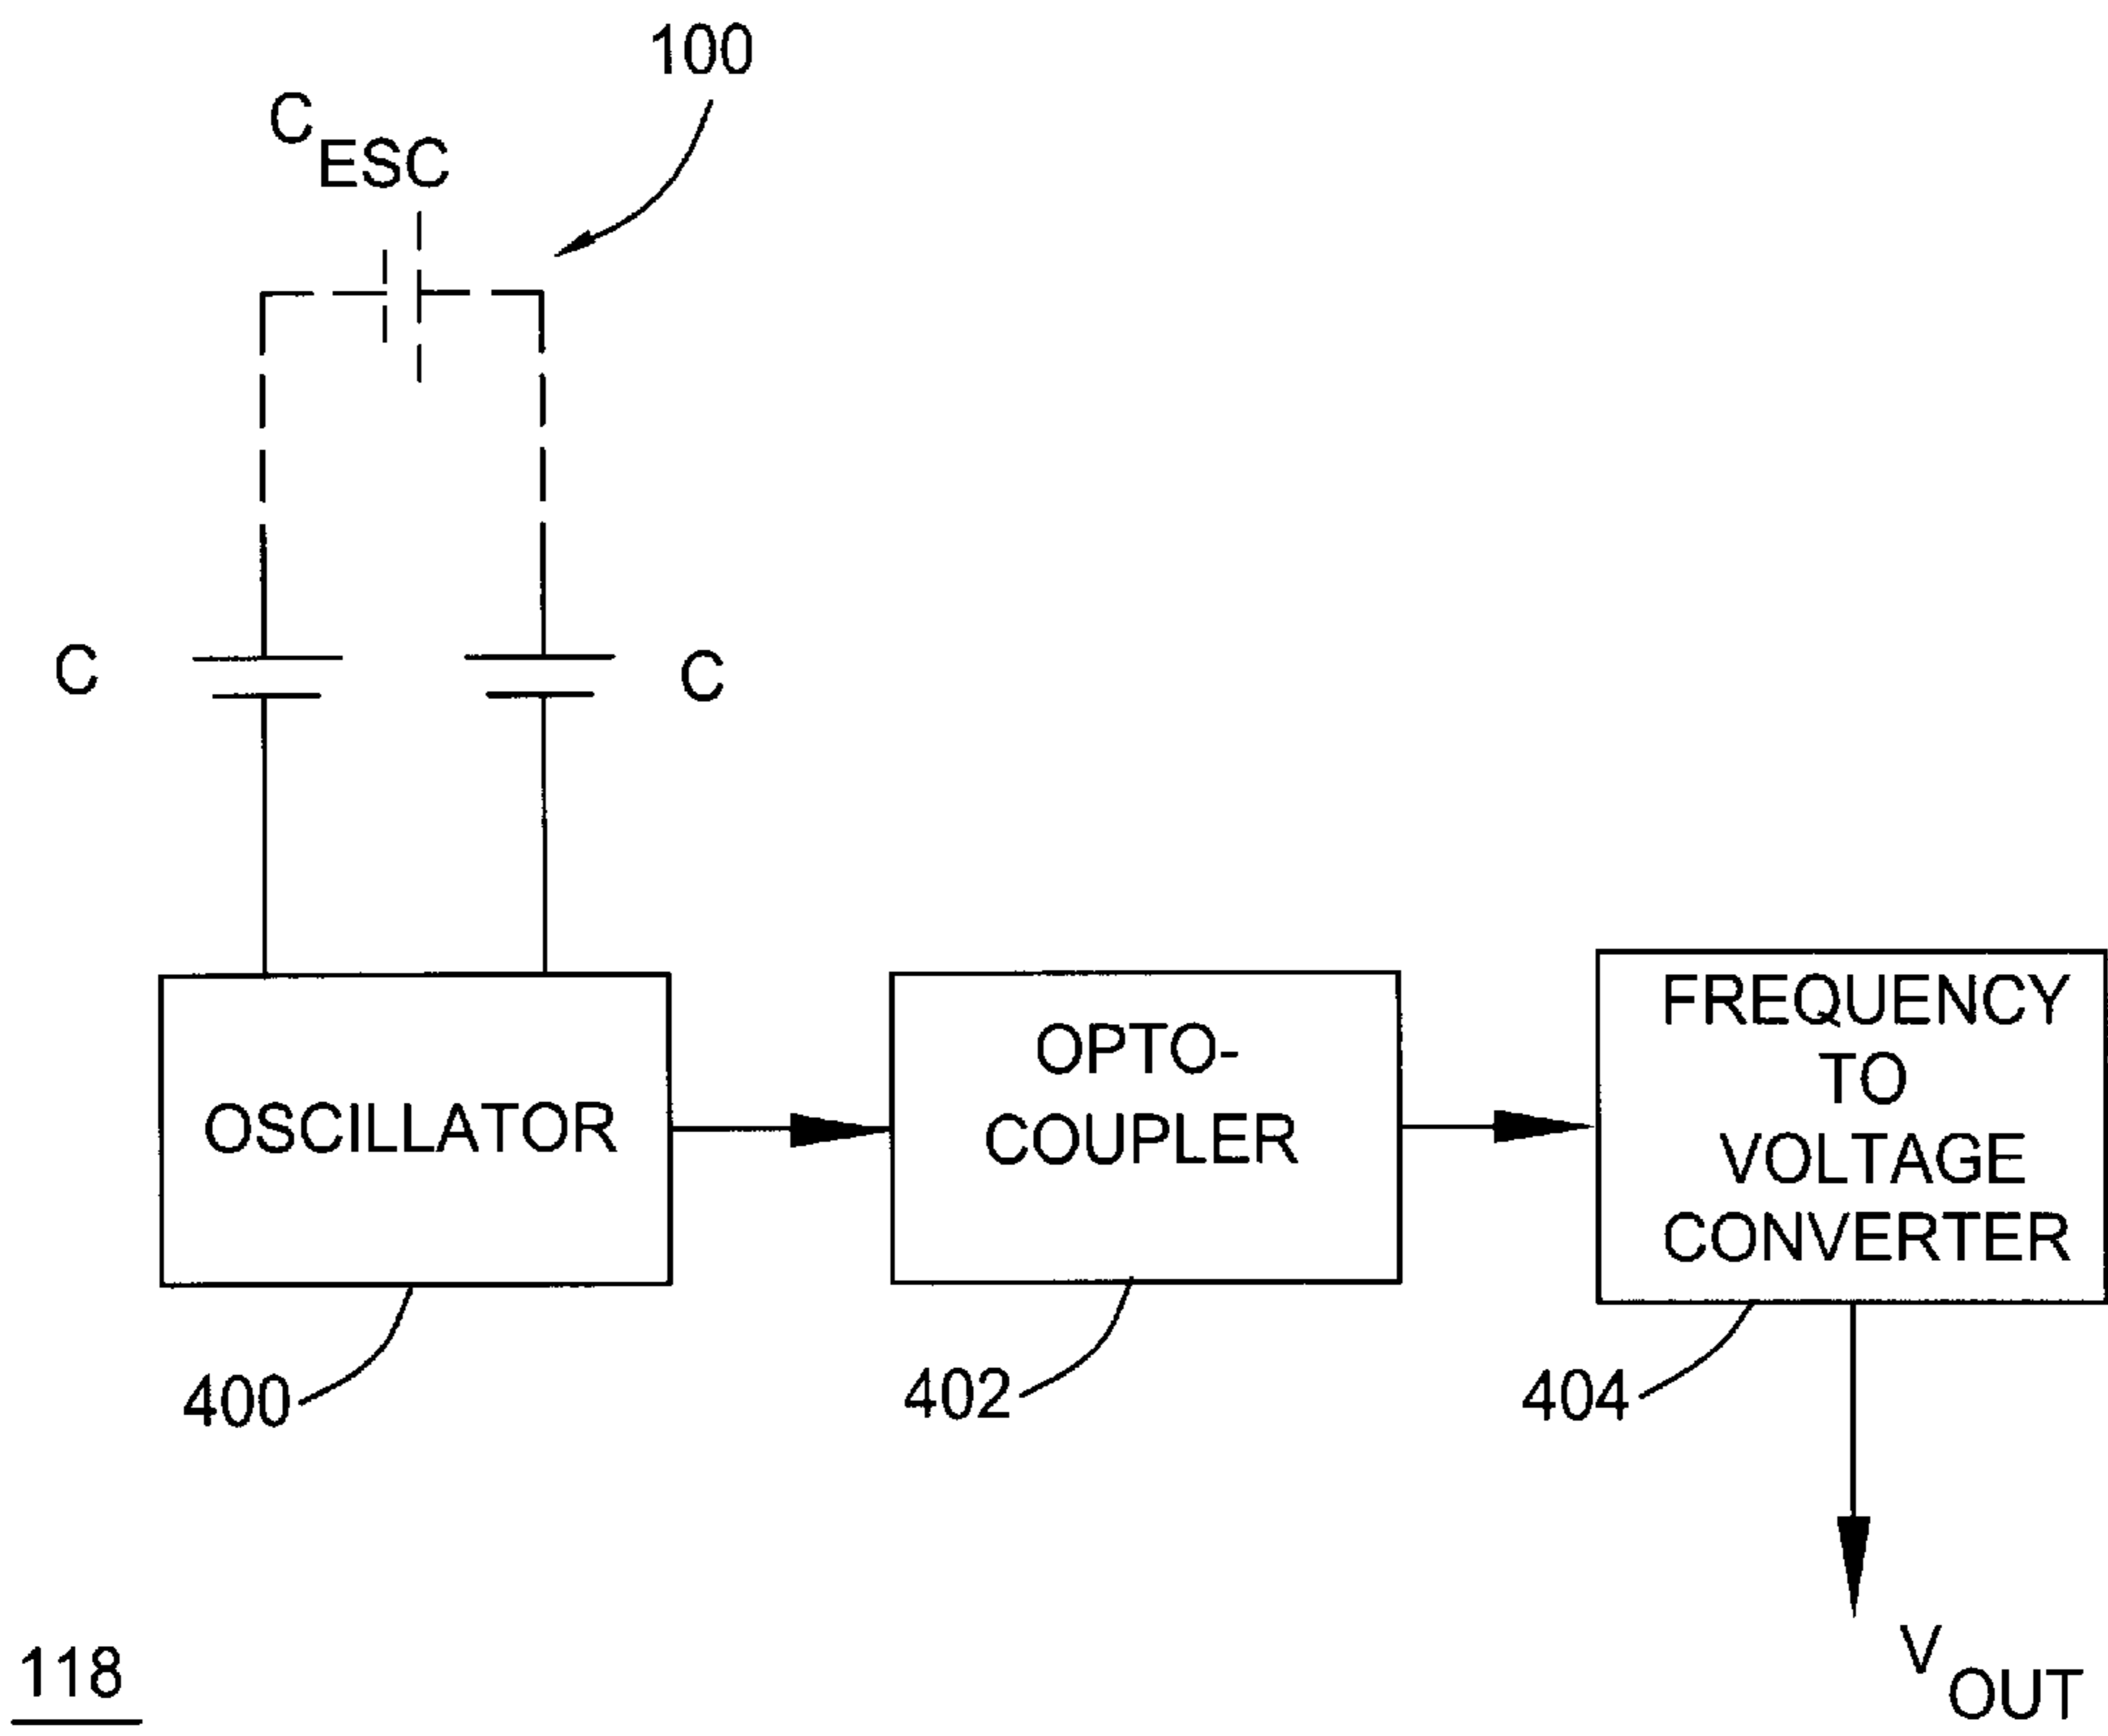 100
C ESC
C
C
OSCILLATOR
OPTO-
COUPLER
FREQUENCY
TO
VOLTAGE
CONVERTER
400
402
404
118
V OUT